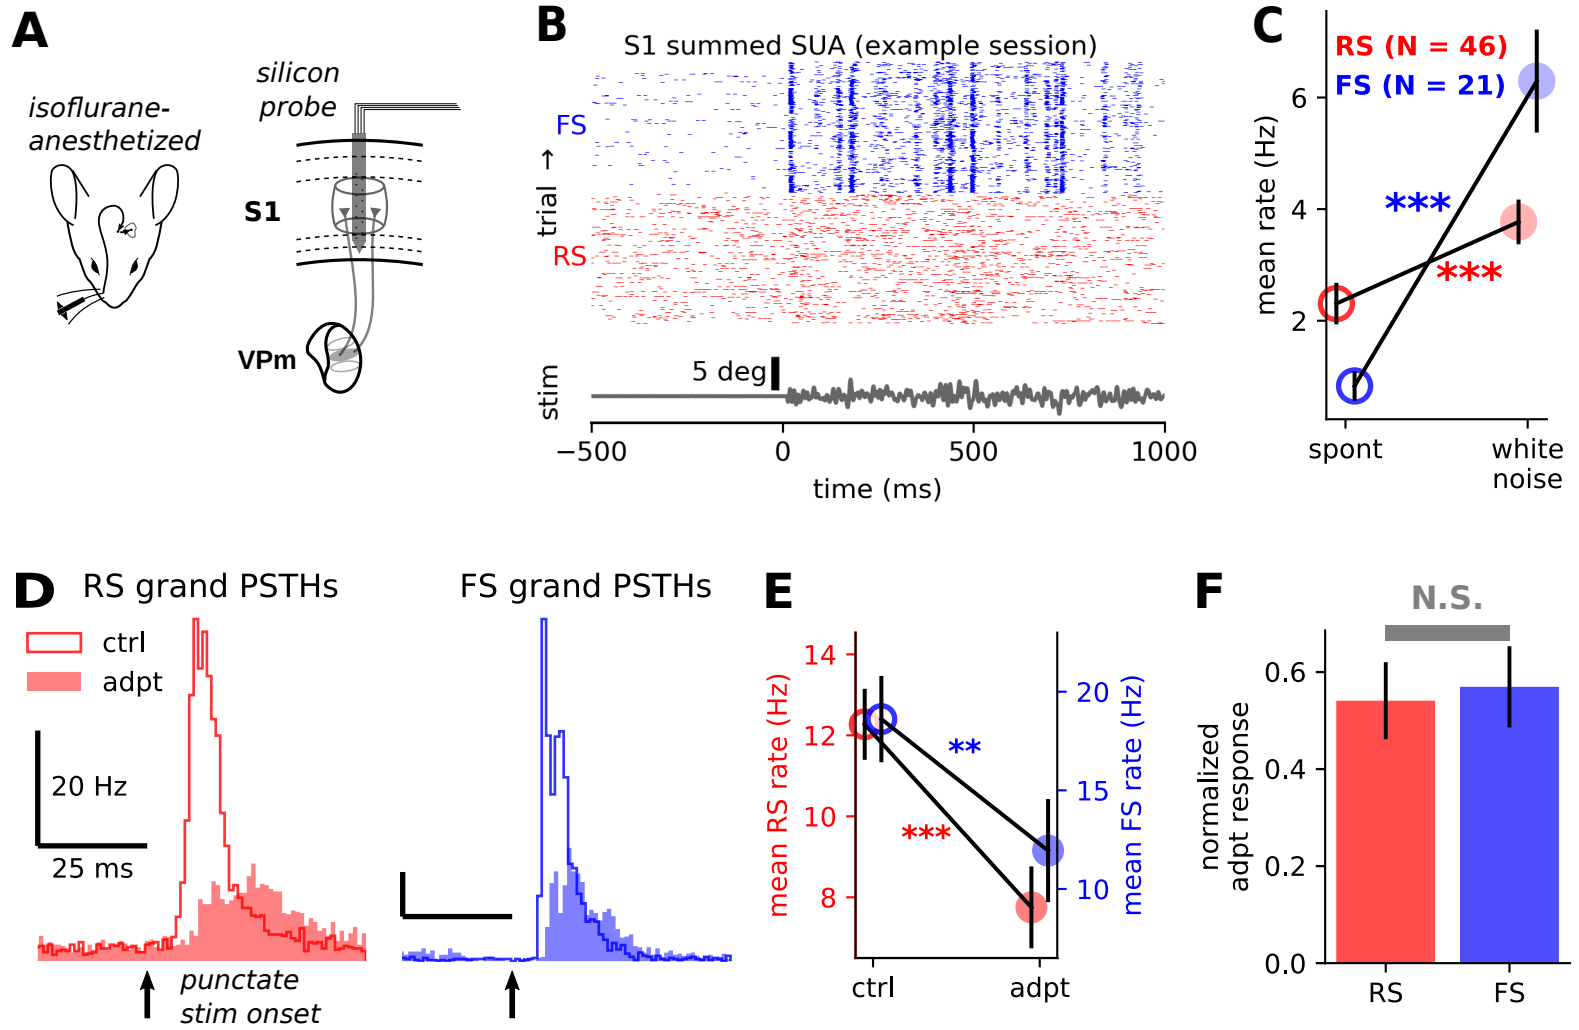 A
isoflurane-
anesthetized
silicon
probe
S1
VPm
B
S1 summed SUA (example session)
FS
trial →
RS
5 deg
stim
−500
0
500
1000
time (ms)
C
RS (N = 46)
FS (N = 21)
mean rate (Hz)
6
4
2
***
***
spont
white
noise
D
RS grand PSTHs
FS grand PSTHs
ctrl
adpt
20 Hz
25 ms
punctate
stim onset
E
mean RS rate (Hz)
14
12
10
8
**
***
20
15
10
mean FS rate (Hz)
ctrl
adpt
F
N.S.
normalized
adpt response
0.6
0.4
0.2
0.0
RS
FS